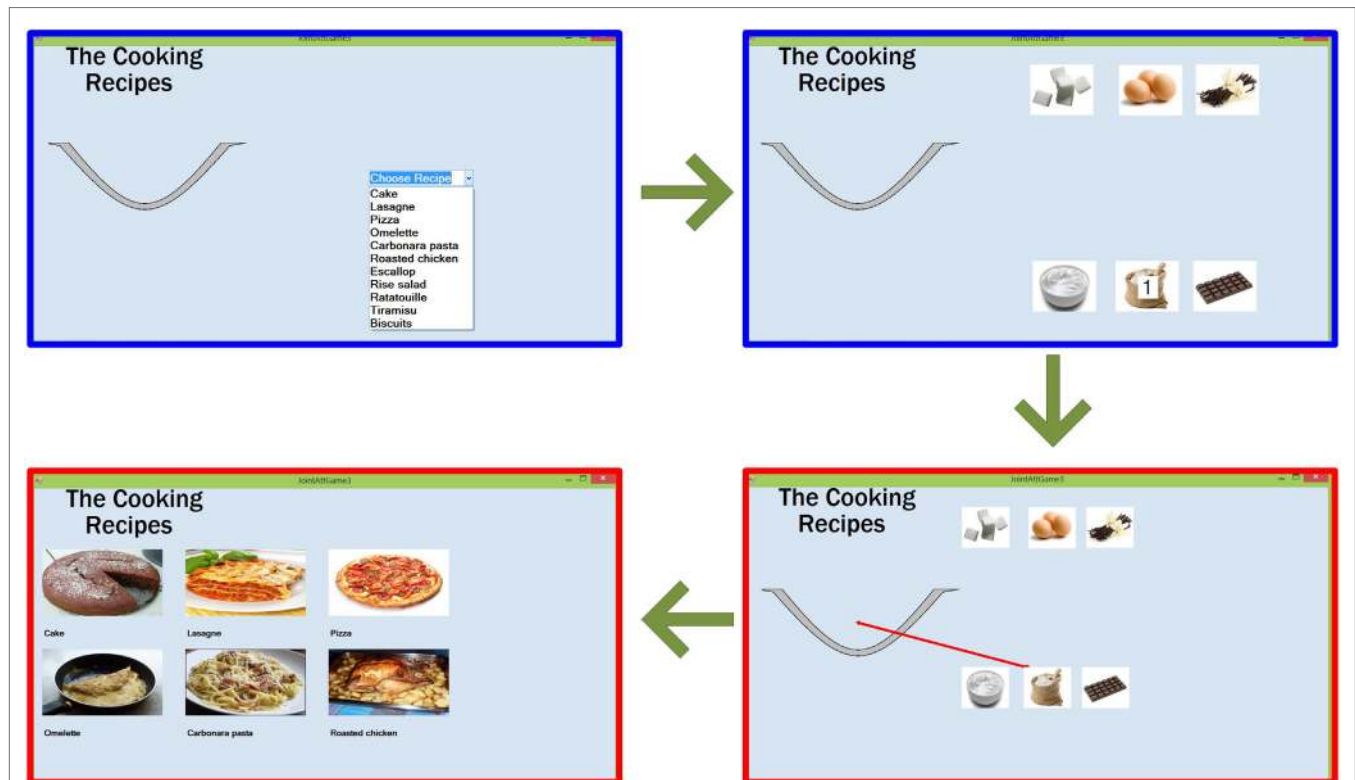 JointAttGame3
The Cooking
Recipes
Choose Recipe
Cake
Lasagne
Pizza
Omelette
Carbonara pasta
Roasted chicken
Escallop
Rise salad
Ratatouille
Tiramisu
Biscuits
JointAttGame3
The Cooking
Recipes
1
JointAttGame3
The Cooking
Recipes
Cake
Lasagne
Pizza
Omelette
Carbonara pasta
Roasted chicken
JointAttGame3
The Cooking
Recipes